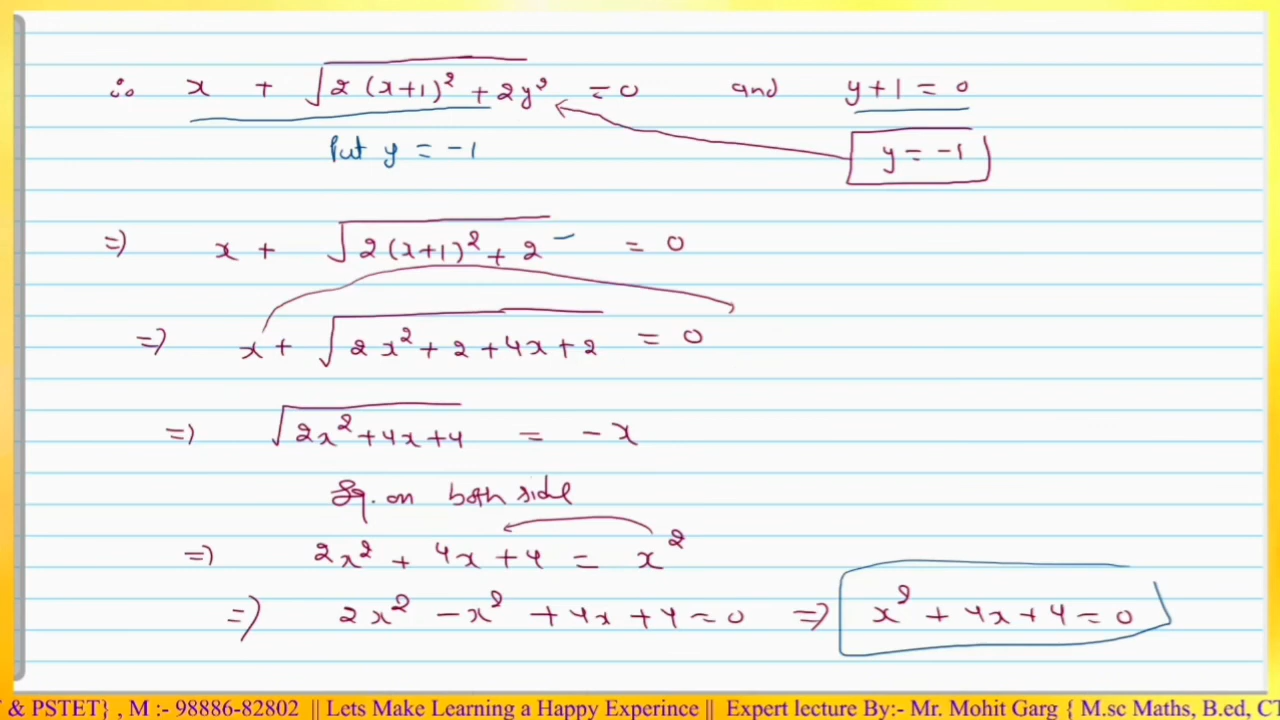 ∴ x + √2(x+1)² + 2y² = 0 and y+1 = 0
Put y = -1 y = -1
=) x + √2(x+1)² + 2 = 0
=) x + √2x² + 2 + 4x + 2 = 0
=) √2x² + 4x + 4 = - x
Sq. on both side
=) 2x² + 4x + 4 = x²
=) 2x² - x² + 4x + 4 = 0 =) x² + 4x + 4 = 0
& PSTET} , M :- 98886-82802 || Lets Make Learning a Happy Experince || Expert lecture By:- Mr. Mohit Garg { M.sc Maths, B.ed,